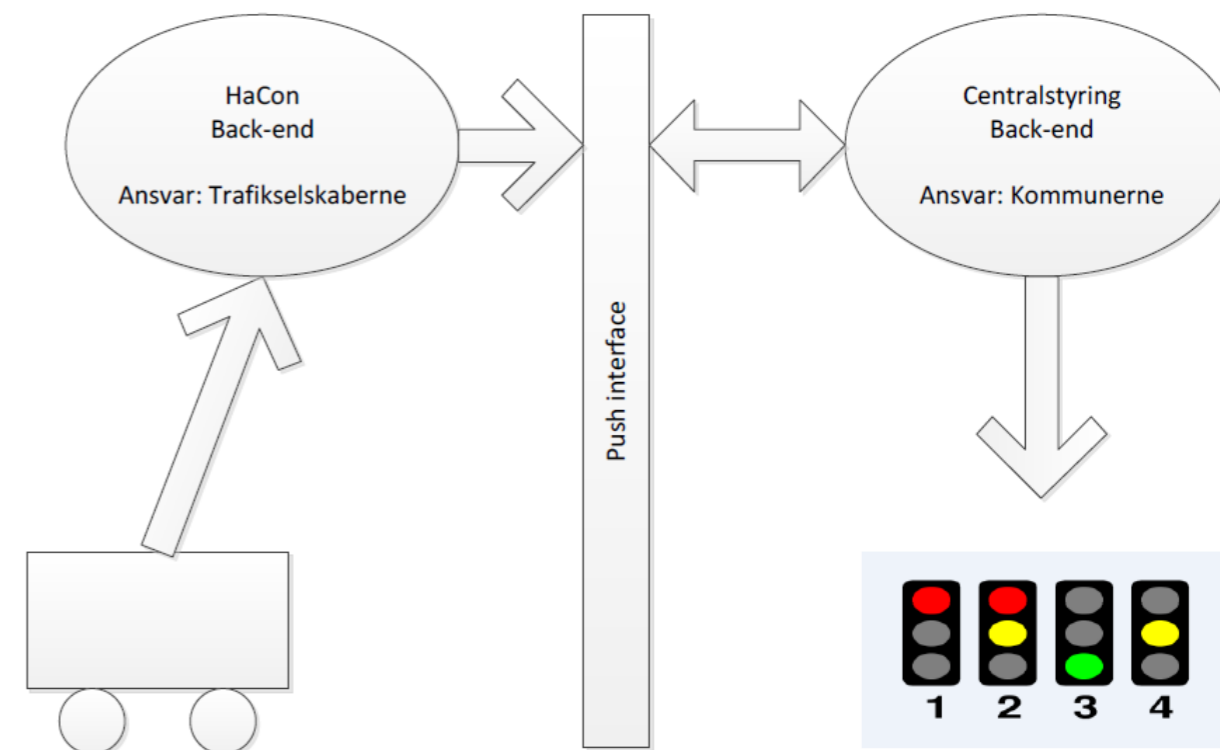 HaCon
Back-end
Ansvar: Trafikselskaberne
Push interface
Centralstyring
Back-end
Ansvar: Kommunerne
1 2 3 4